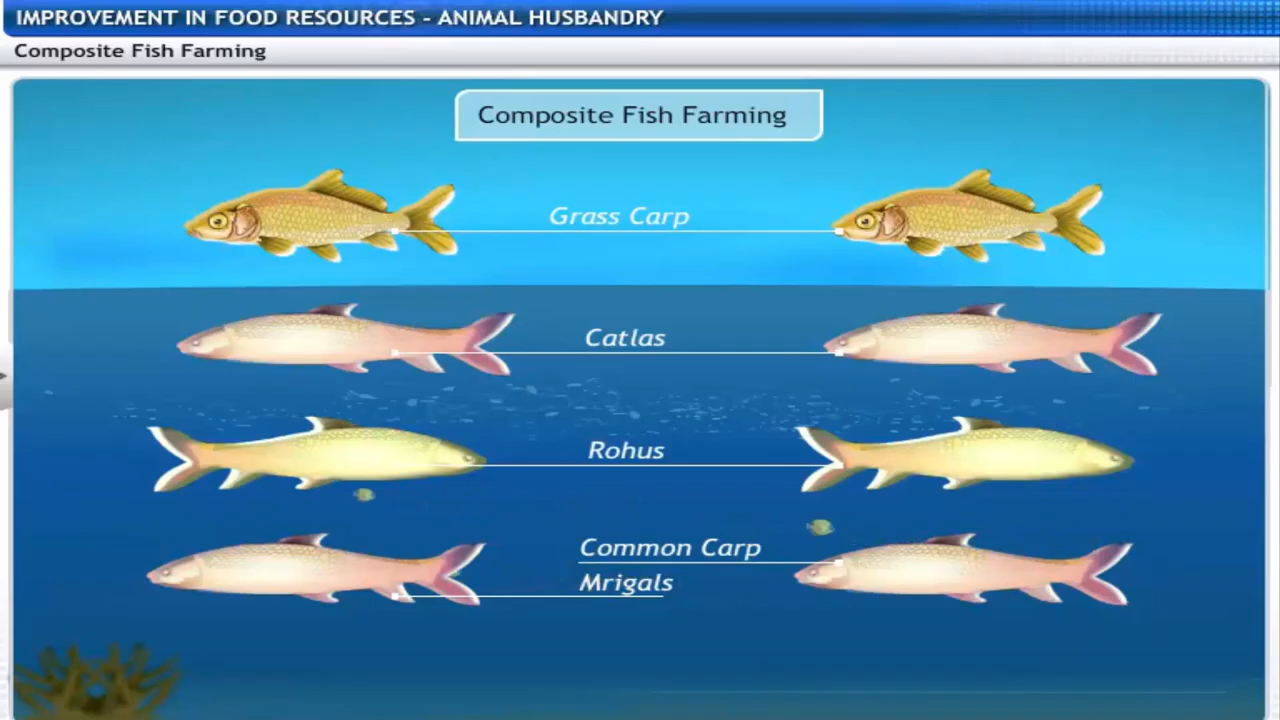 IMPROVEMENT IN FOOD RESOURCES - ANIMAL HUSBANDRY
Composite Fish Farming
Composite Fish Farming
Grass Carp
Catlas
Rohus
Common Carp
Mrigals